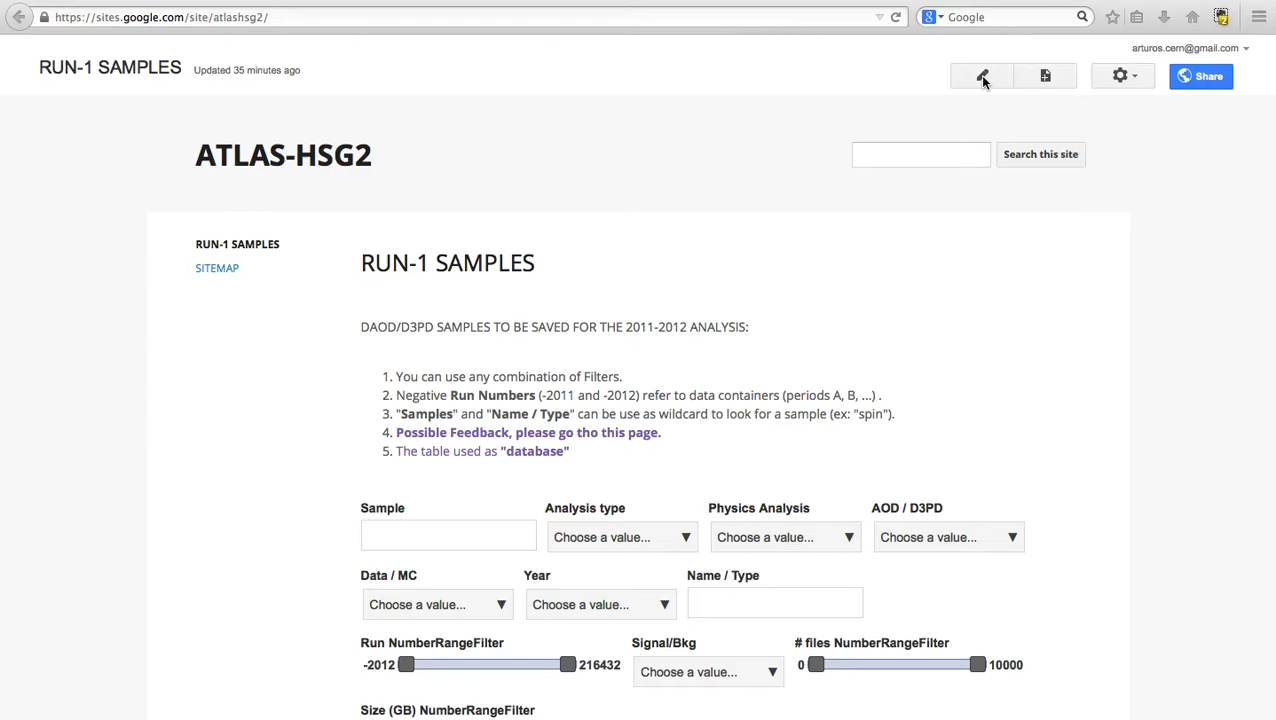 https://sites.google.com/site/atlashsg2/
Google
arturos.cern@gmail.com
RUN-1 SAMPLES Updated 35 minutes ago
Share
ATLAS-HSG2
Search this site
RUN-1 SAMPLES
SITEMAP
RUN-1 SAMPLES
DAOD/D3PD SAMPLES TO BE SAVED FOR THE 2011-2012 ANALYSIS:
1. You can use any combination of Filters.
2. Negative Run Numbers (-2011 and -2012) refer to data containers (periods A, B, ...) .
3. "Samples" and "Name / Type" can be use as wildcard to look for a sample (ex: "spin").
4. Possible Feedback, please go tho this page.
5. The table used as "database"
Sample Analysis type Physics Analysis AOD / D3PD
Choose a value... Choose a value... Choose a value...
Data / MC Year Name / Type
Choose a value... Choose a value...
Run NumberRangeFilter Signal/Bkg # files NumberRangeFilter
-2012 216432 Choose a value... 0 10000
Size (GB) NumberRangeFilter